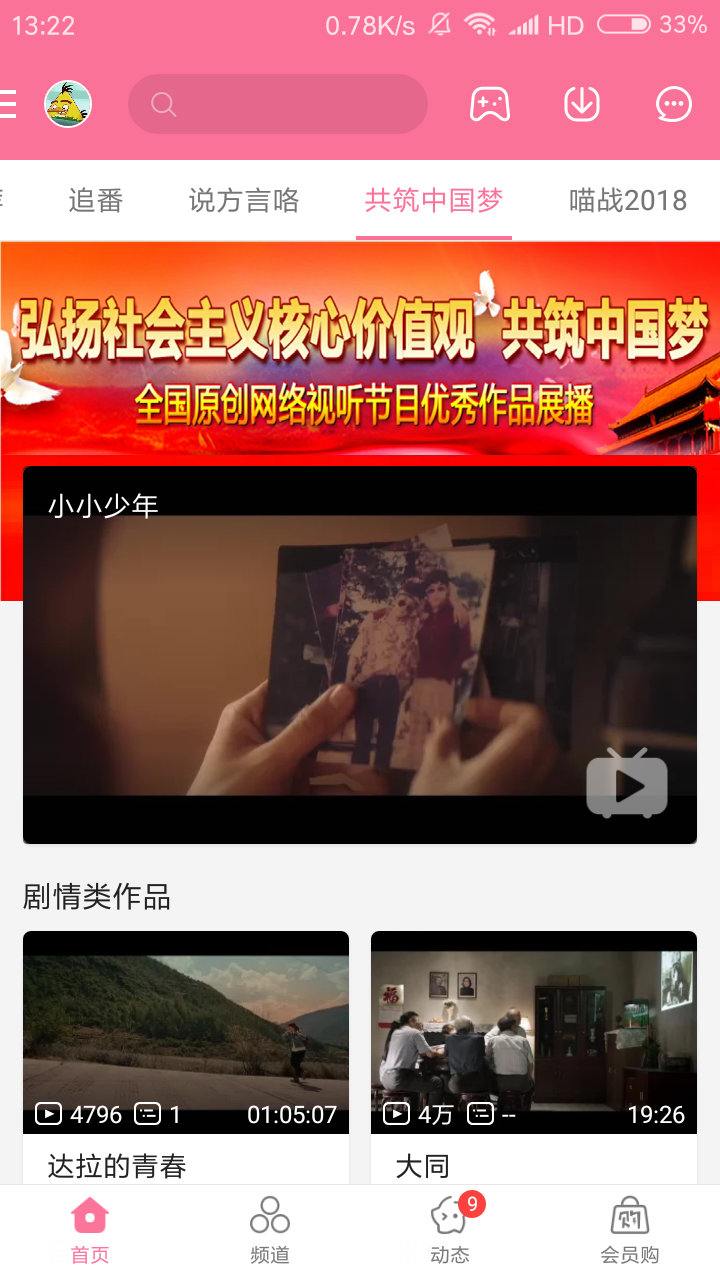 13:22 0.78K/s HD 33%
追番 说方言咯 共筑中国梦 喵战2018
弘扬社会主义核心价值观 共筑中国梦
全国原创网络视听节目优秀作品展播
小小少年
剧情类作品
4796 1 01:05:07
4万 -- 19:26
达拉的青春
大同
9
首页 频道 动态 会员购